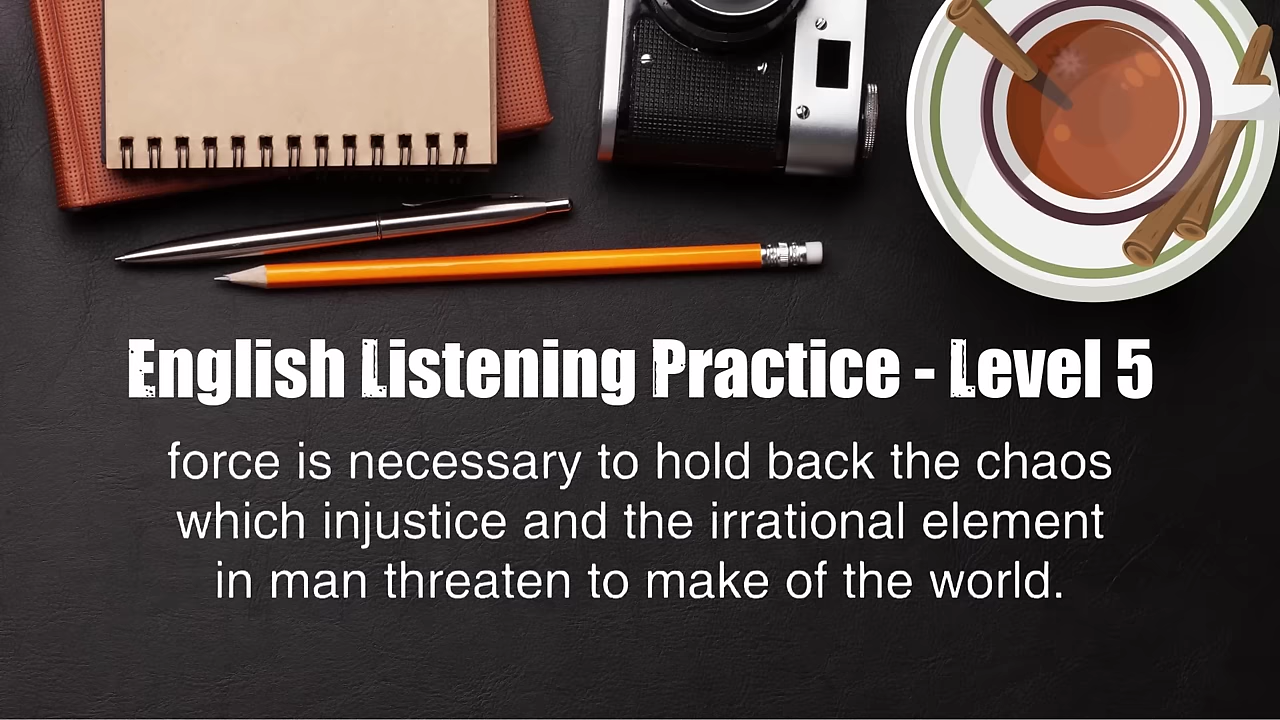 English Listening Practice - Level 5
force is necessary to hold back the chaos
which injustice and the irrational element
in man threaten to make of the world.